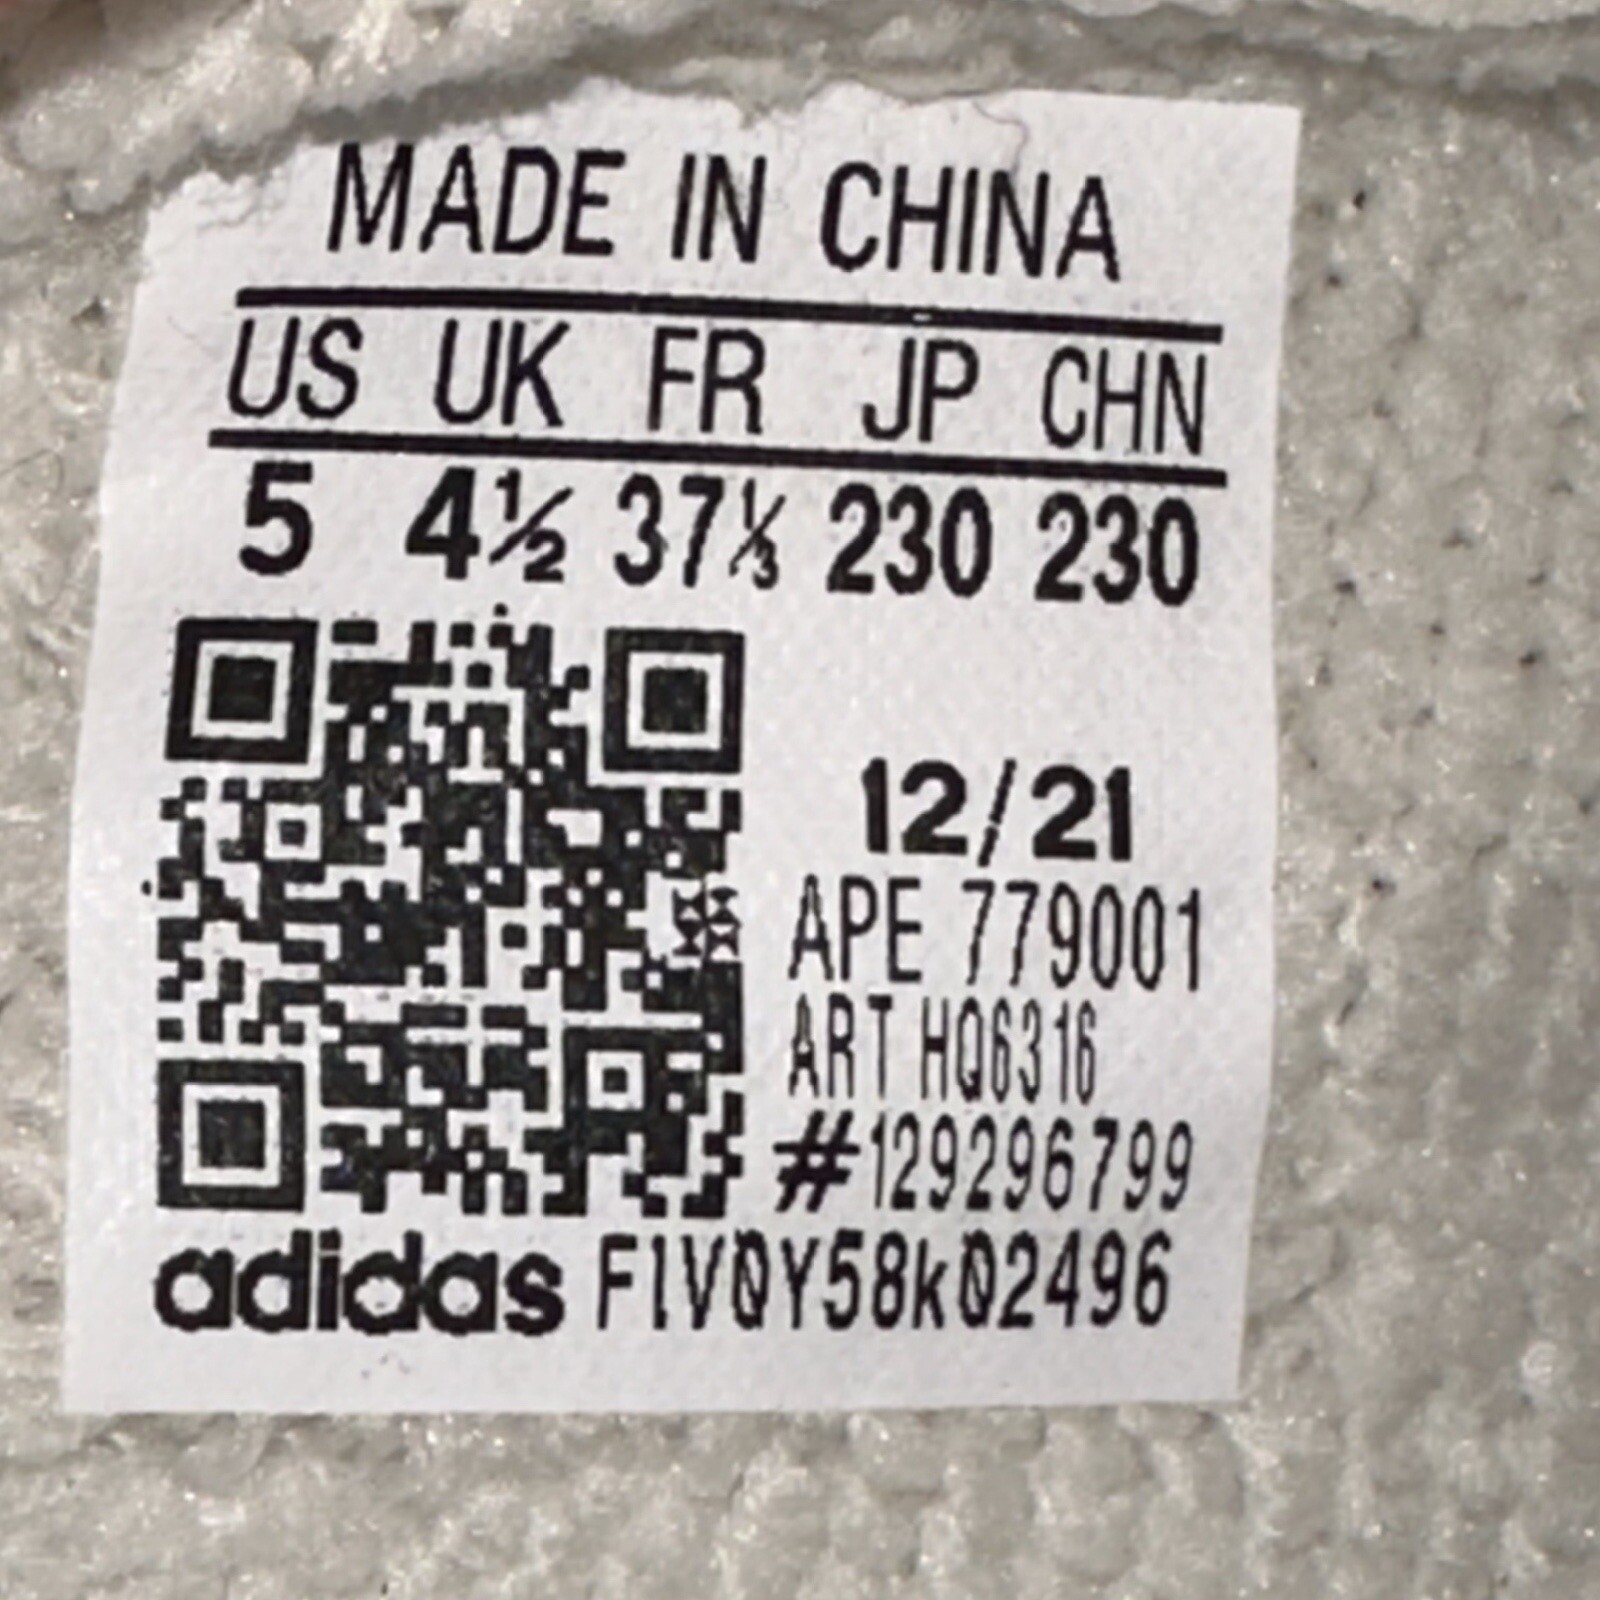 MADE IN CHINA
US UK FR JP CHN
5 4½ 37⅓ 230 230
12/21
APE 779001
ART HQ6316
#129296799
adidas F1V0Y58k02496